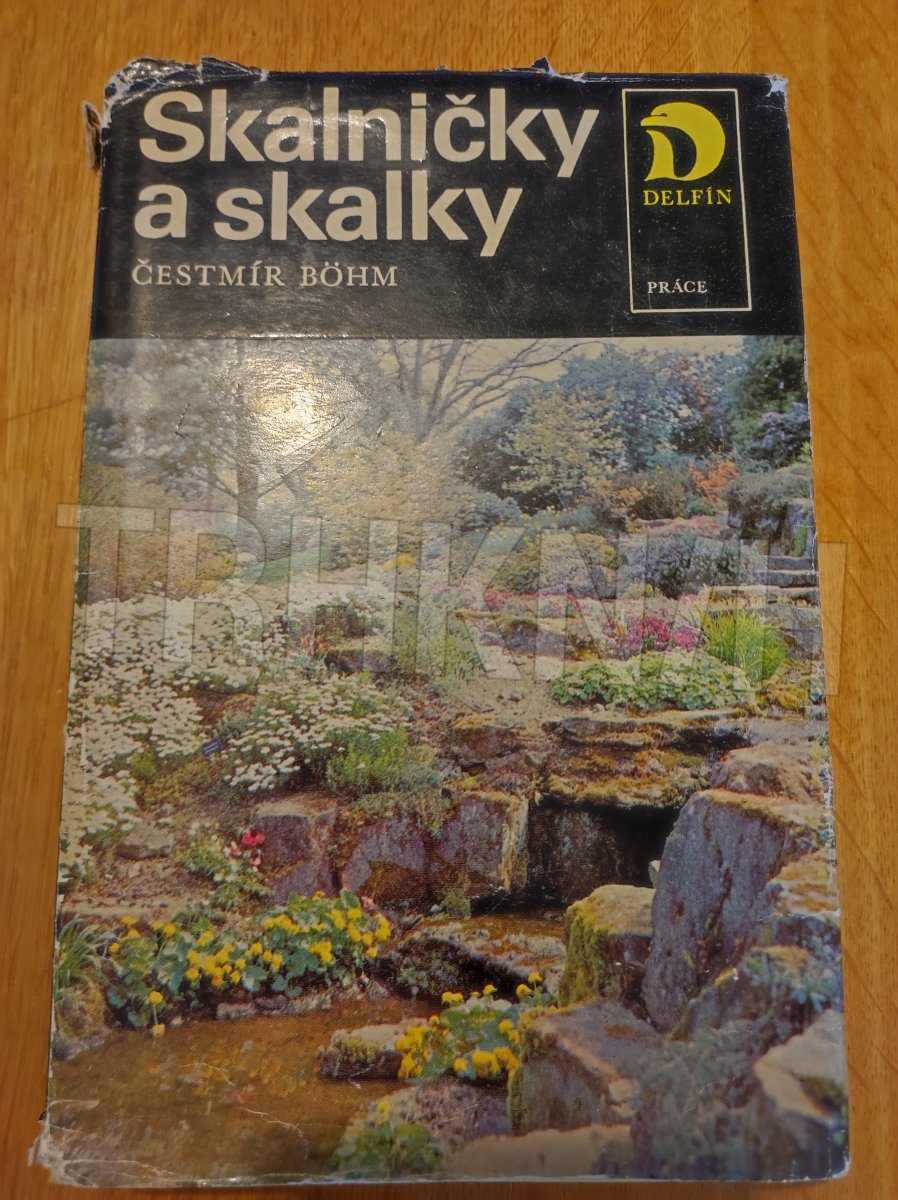 Skalničky
a skalky
ČESTMÍR BÖHM
DELFÍN
PRÁCE